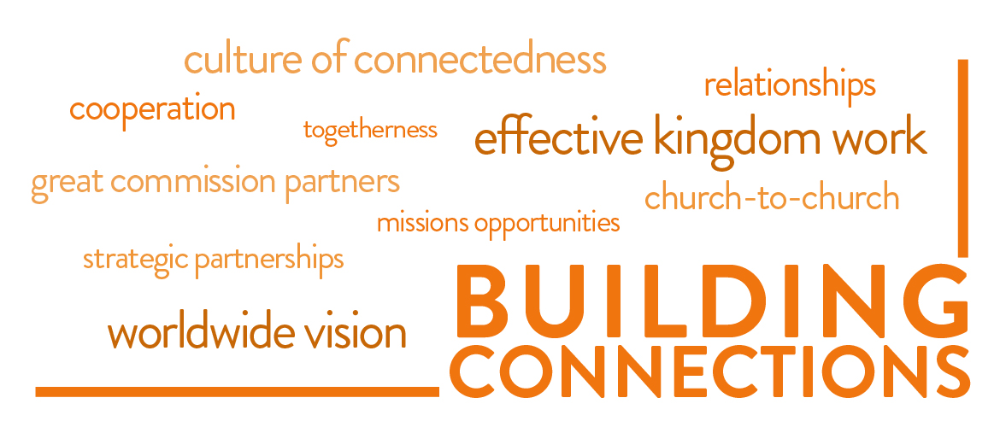 culture of connectedness
relationships
cooperation
togetherness
effective kingdom work
great commission partners
church-to-church
missions opportunities
strategic partnerships
worldwide vision
BUILDING
CONNECTIONS